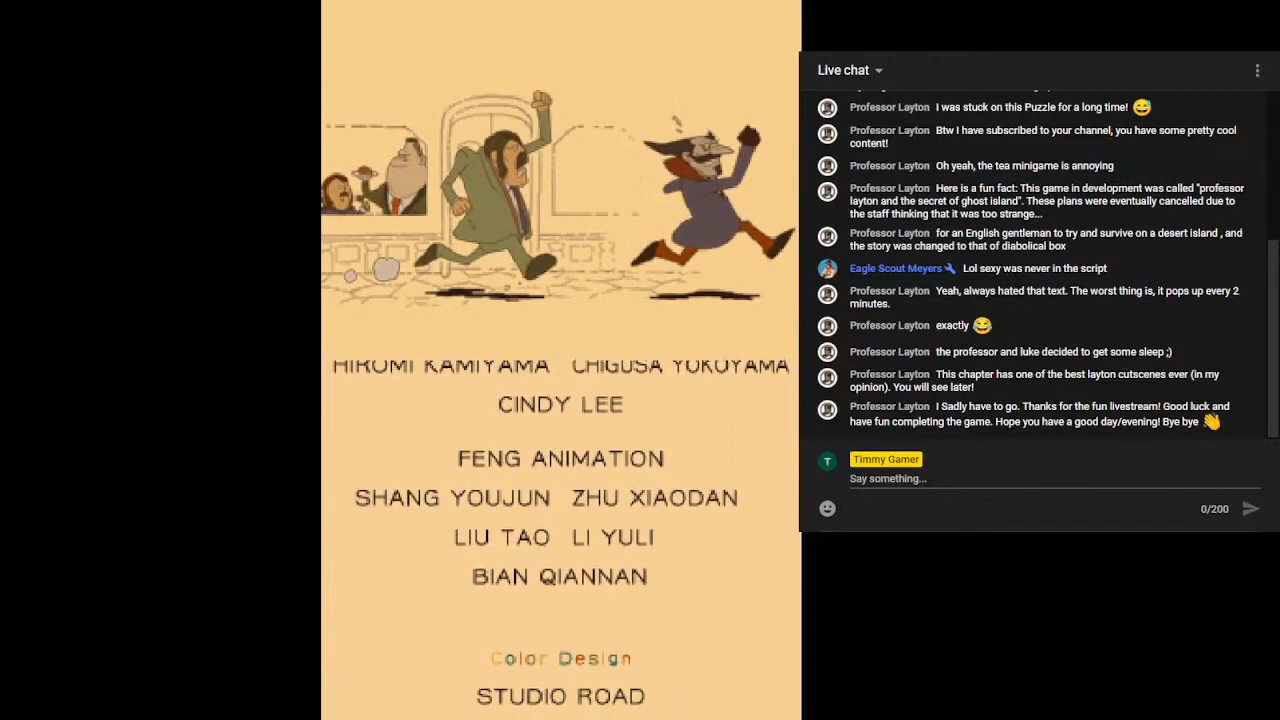 HIROMI KAMIYAMA CHIGUSA YOKOYAMA
CINDY LEE
FENG ANIMATION
SHANG YOUJUN ZHU XIAODAN
LIU TAO LI YULI
BIAN QIANNAN
Color Design
STUDIO ROAD
Live chat
Professor Layton I was stuck on this Puzzle for a long time! 😅
Professor Layton Btw I have subscribed to your channel, you have some pretty cool
content!
Professor Layton Oh yeah, the tea minigame is annoying
Professor Layton Here is a fun fact: This game in development was called "professor
layton and the secret of ghost island". These plans were eventually cancelled due to
the staff thinking that it was too strange...
Professor Layton for an English gentleman to try and survive on a desert island , and
the story was changed to that of diabolical box
Eagle Scout Meyers Lol sexy was never in the script
Professor Layton Yeah, always hated that text. The worst thing is, it pops up every 2
minutes.
Professor Layton exactly 😂
Professor Layton the professor and luke decided to get some sleep ;)
Professor Layton This chapter has one of the best layton cutscenes ever (in my
opinion). You will see later!
Professor Layton I Sadly have to go. Thanks for the fun livestream! Good luck and
have fun completing the game. Hope you have a good day/evening! Bye bye 👋
T
Timmy Gamer
Say something...
0/200